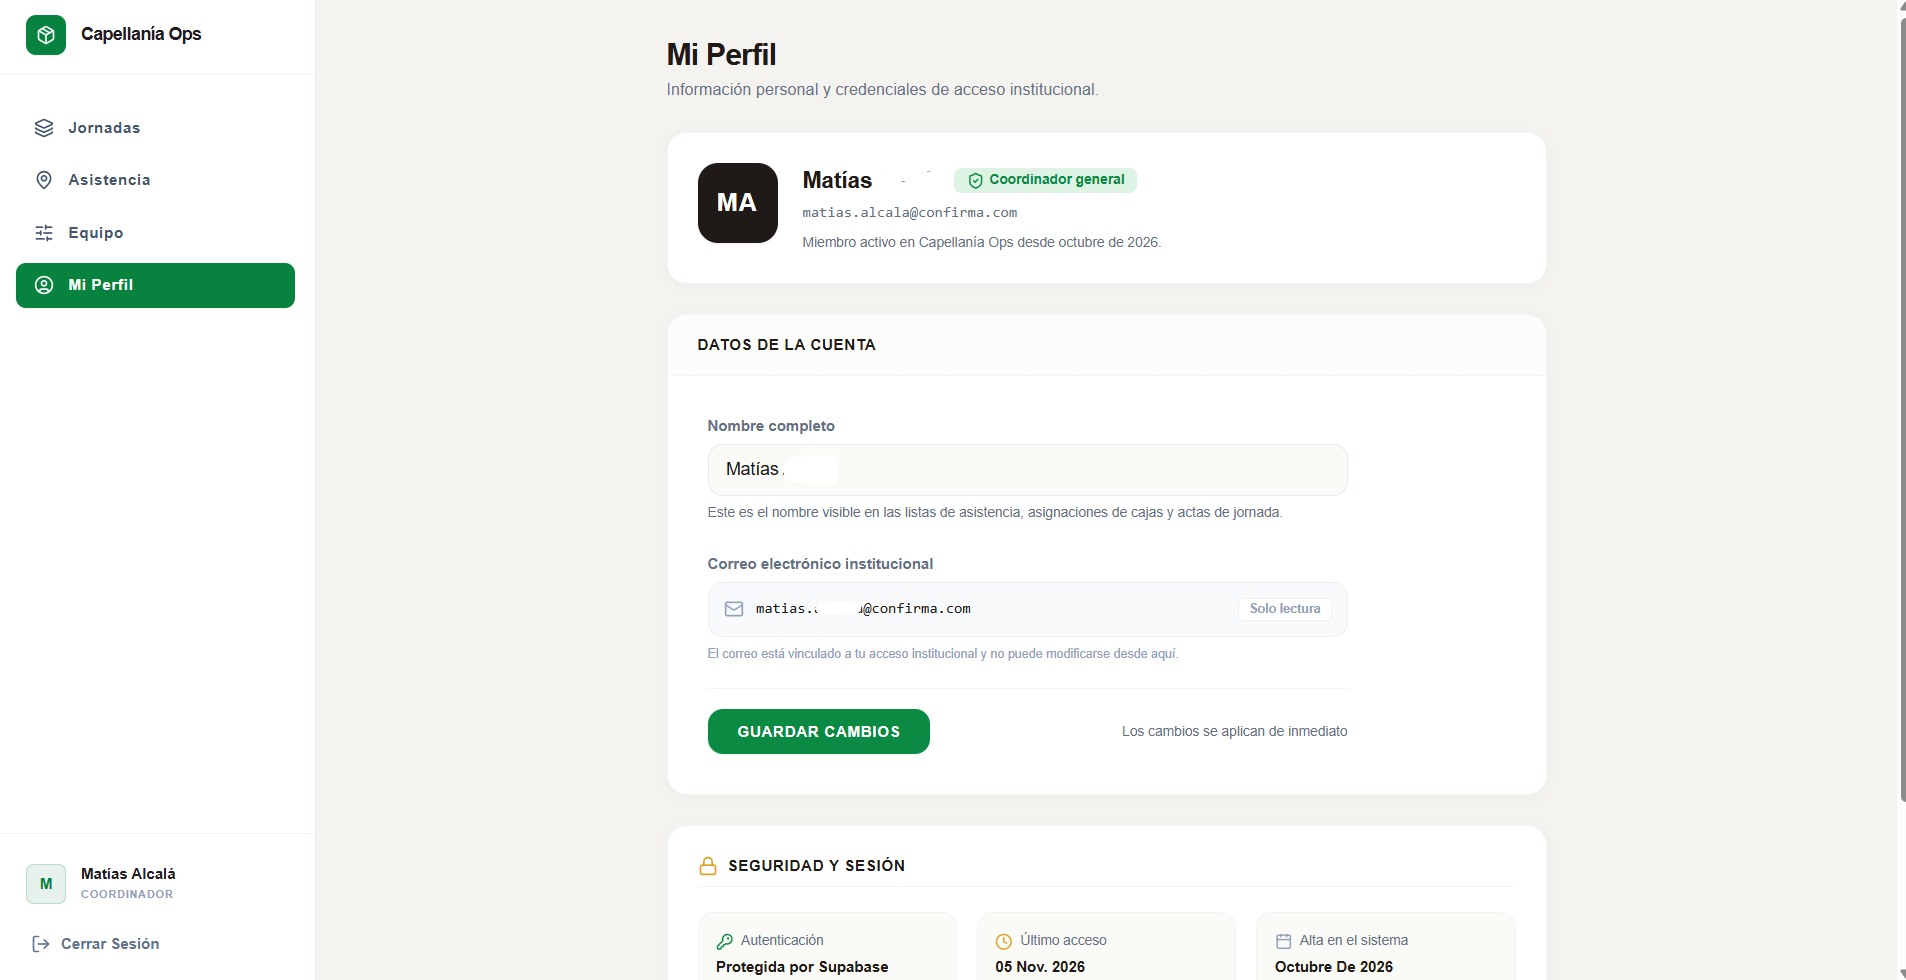 Capellanía Ops
Jornadas
Asistencia
Equipo
Mi Perfil
Matías Alcalá
M
COORDINADOR
Cerrar Sesión
Mi Perfil
Información personal y credenciales de acceso institucional.
MA
Matías
Coordinador general
matias.alcala@confirma.com
Miembro activo en Capellanía Ops desde octubre de 2026.
DATOS DE LA CUENTA
Nombre completo
Matías
Este es el nombre visible en las listas de asistencia, asignaciones de cajas y actas de jornada.
Correo electrónico institucional
matias. @confirma.com
Solo lectura
El correo está vinculado a tu acceso institucional y no puede modificarse desde aquí.
GUARDAR CAMBIOS
Los cambios se aplican de inmediato
SEGURIDAD Y SESIÓN
Autenticación
Protegida por Supabase
Último acceso
05 Nov. 2026
Alta en el sistema
Octubre De 2026